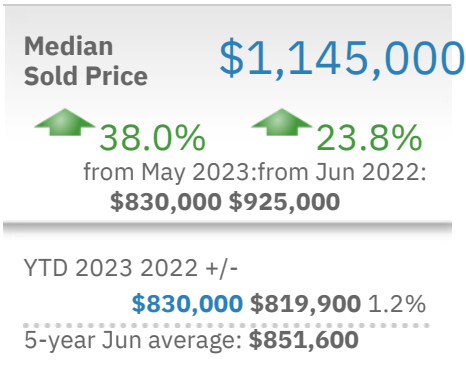 Median
Sold Price
$1,145,000
38.0% 23.8%
from May 2023:from Jun 2022:
$830,000 $925,000
YTD 2023 2022 +/-
$830,000 $819,900 1.2%
5-year Jun average: $851,600